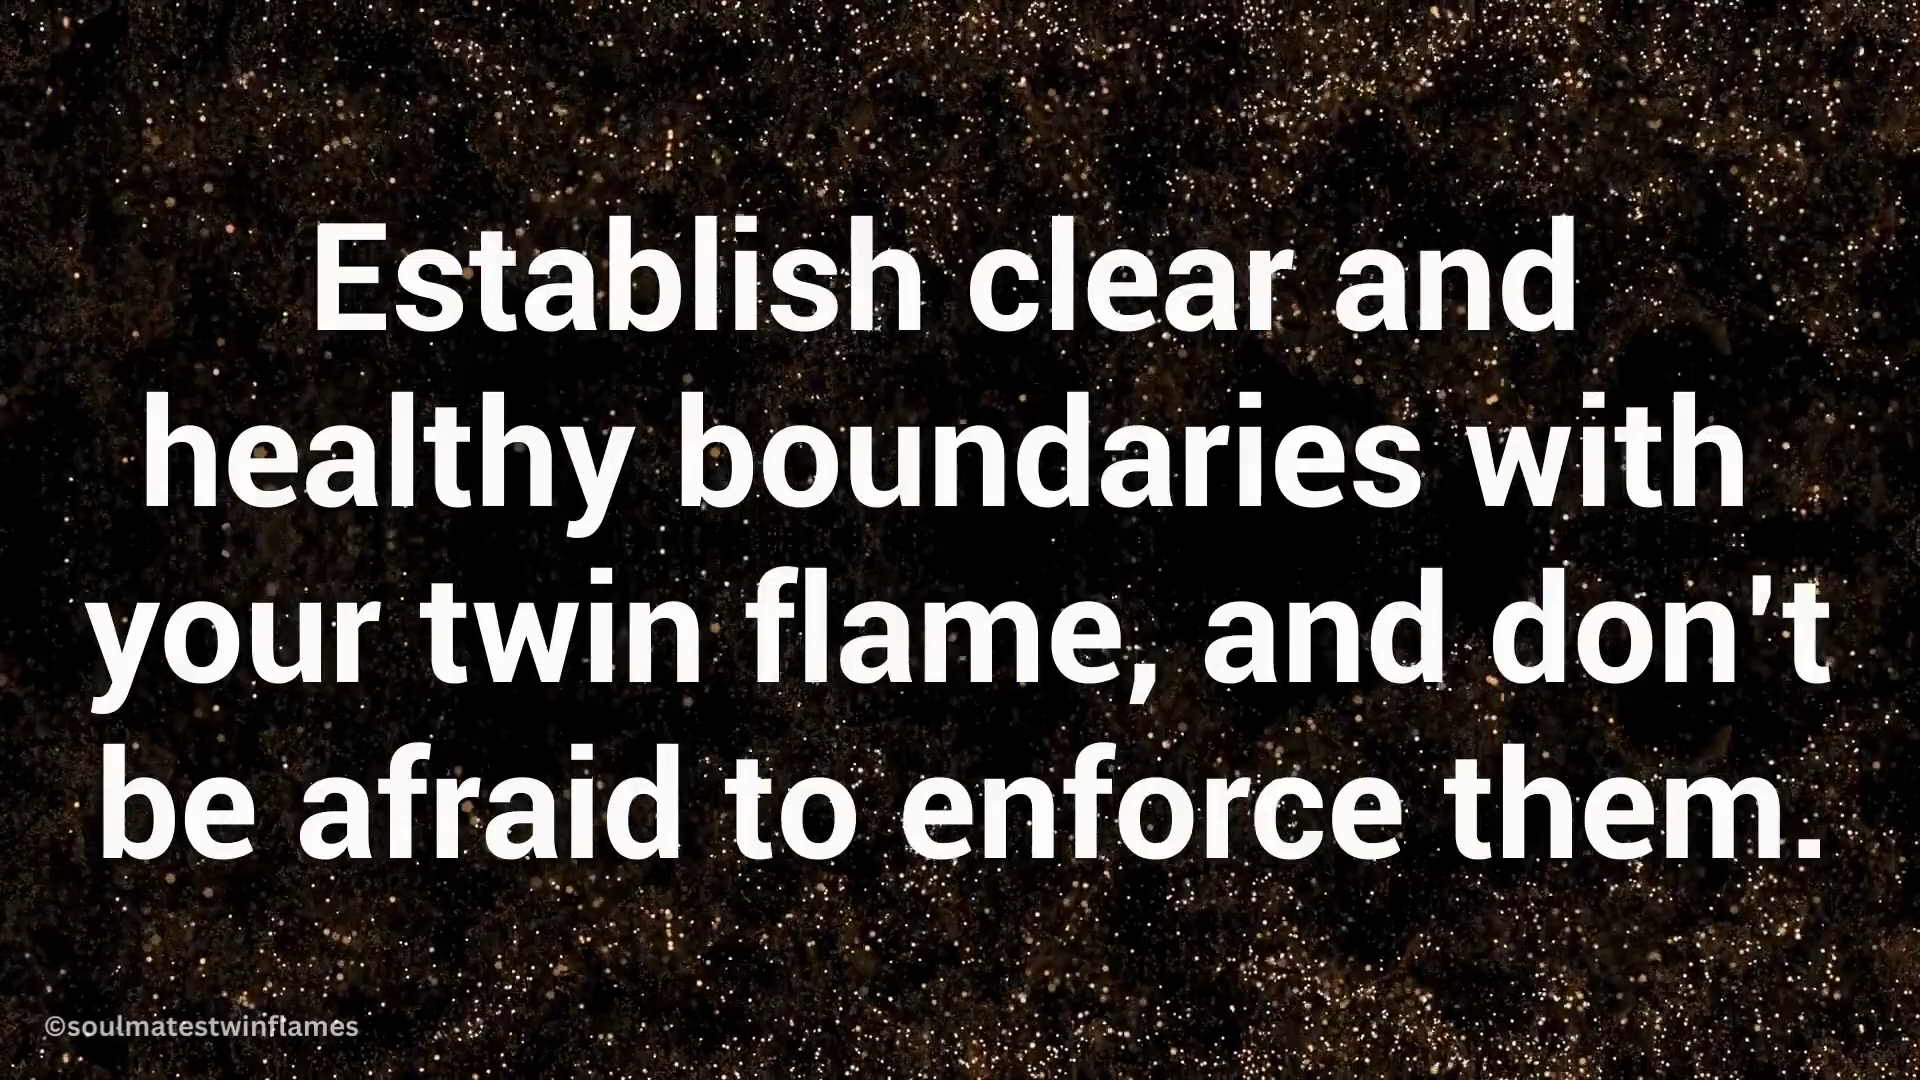 Establish clear and
healthy boundaries with
your twin flame, and don't
be afraid to enforce them.
©soulmatestwinflames